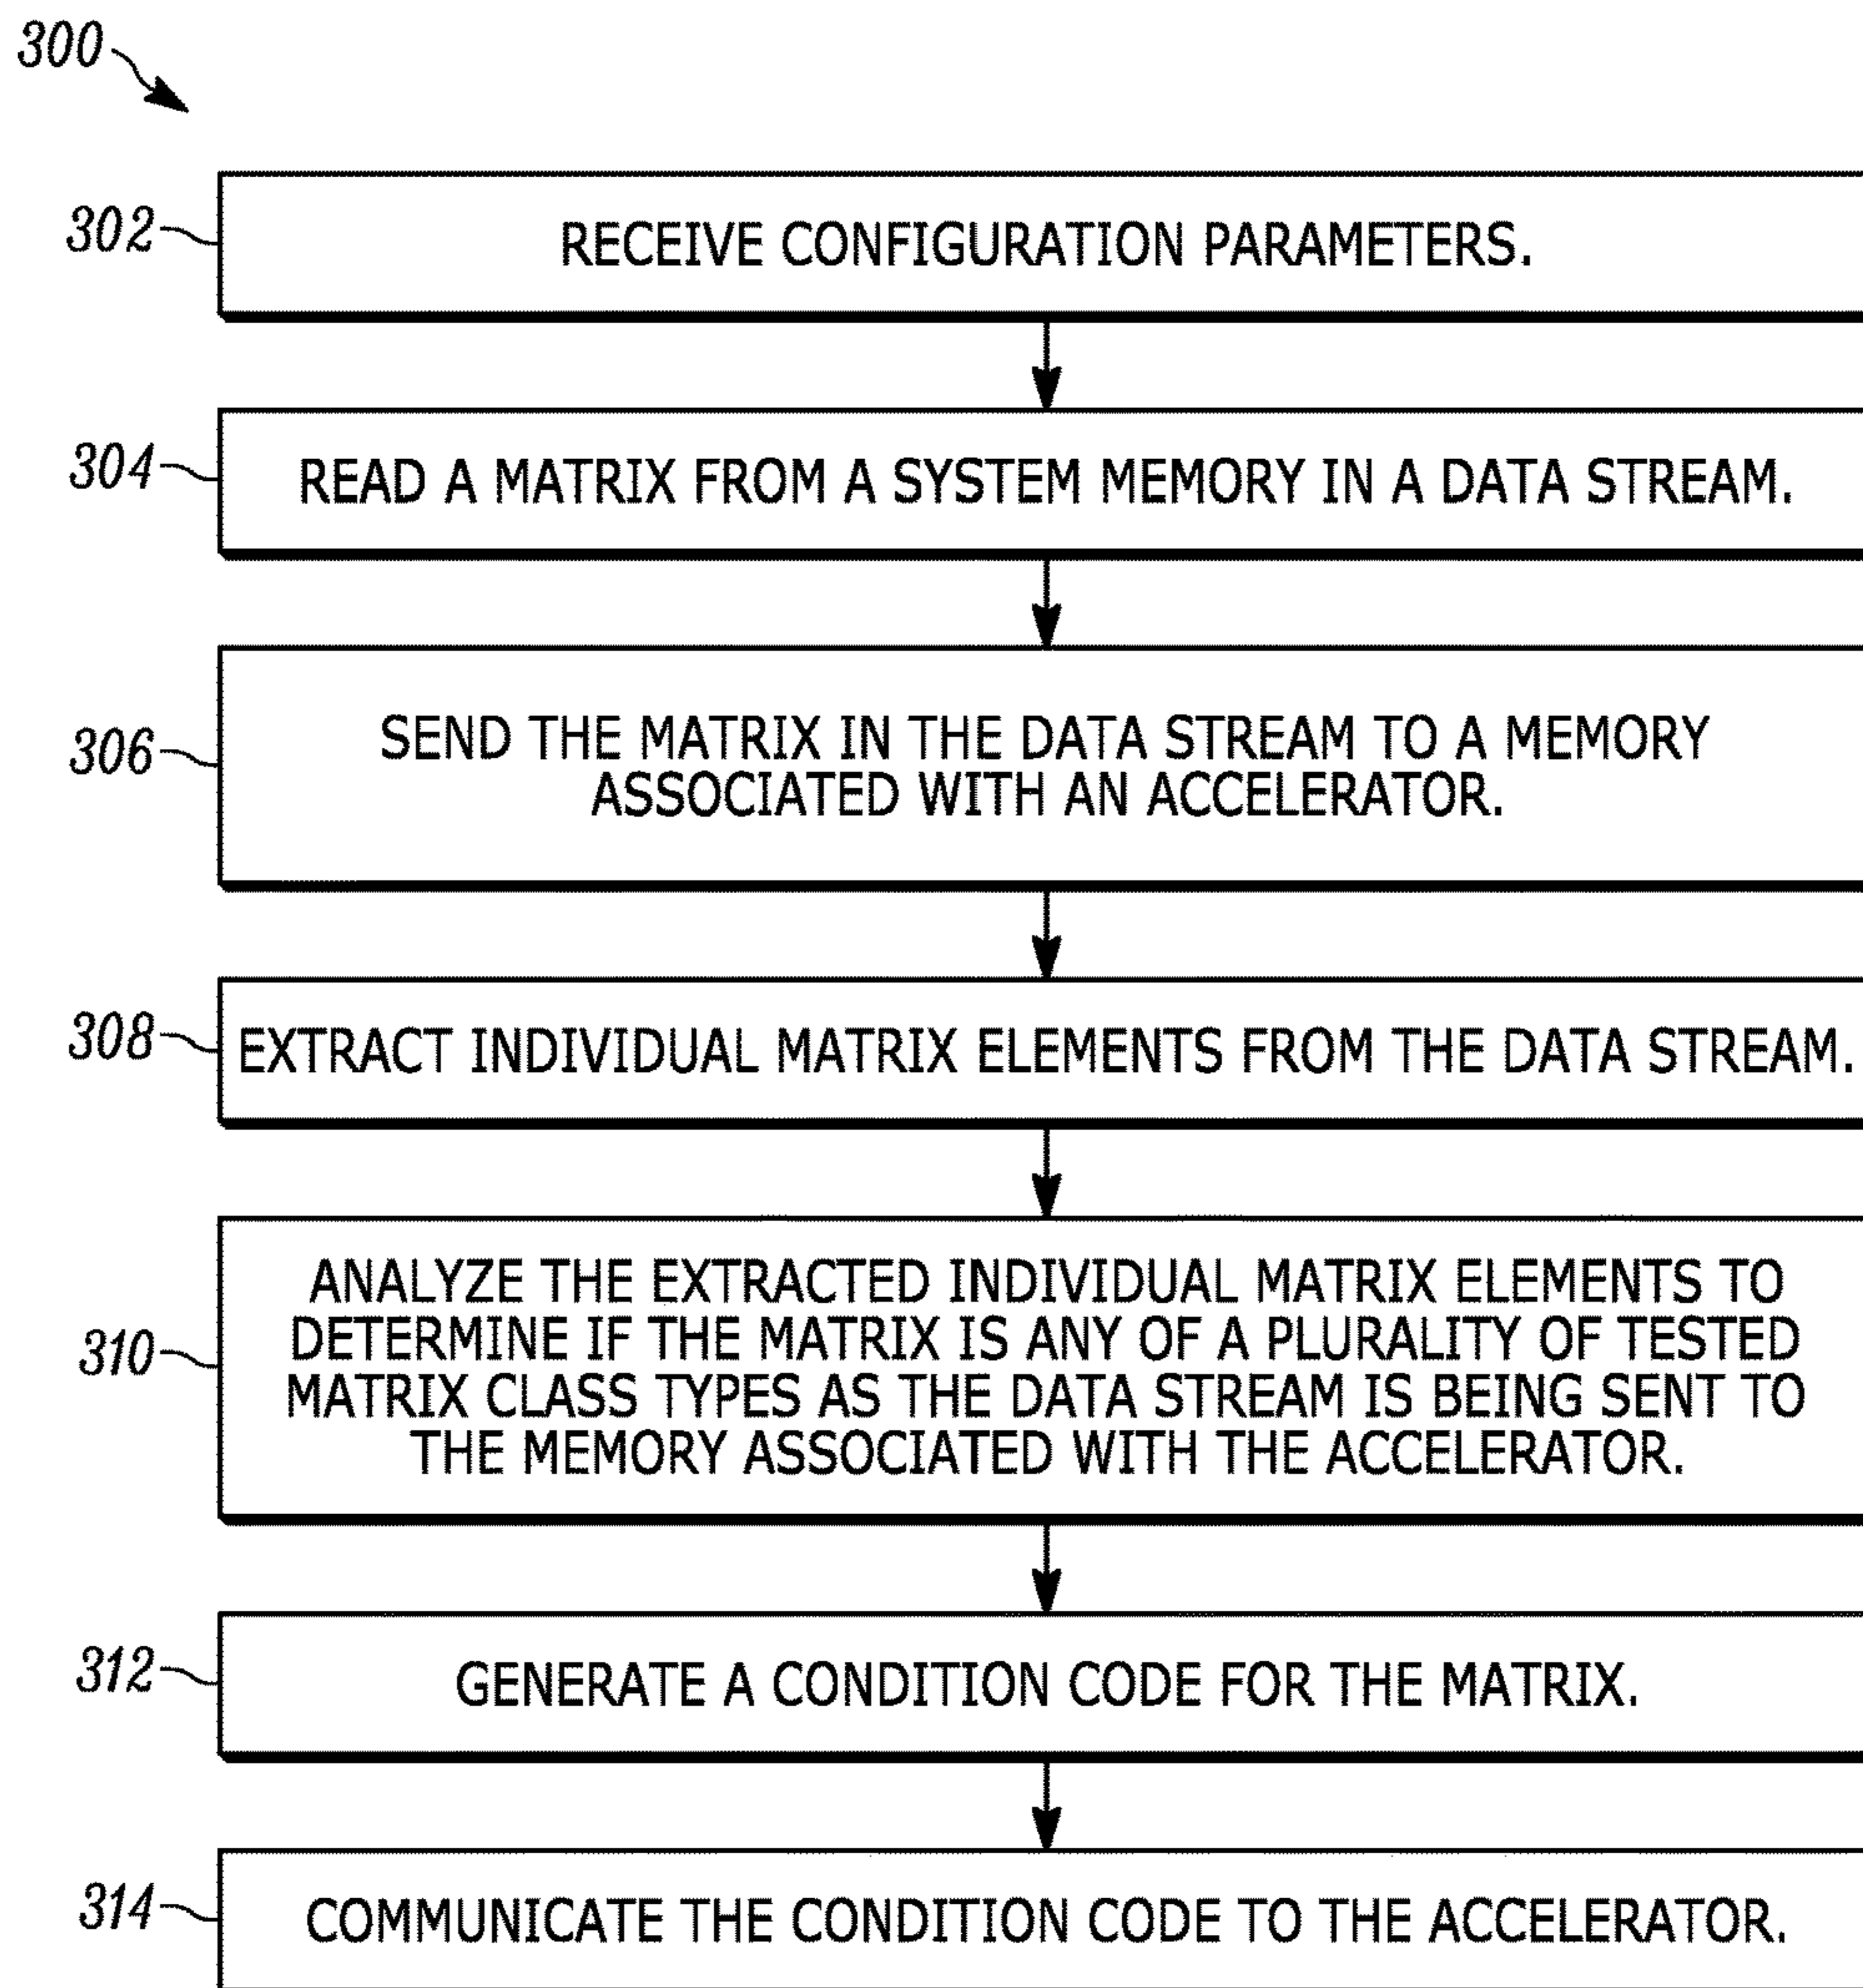 300
302
RECEIVE CONFIGURATION PARAMETERS.
304
READ A MATRIX FROM A SYSTEM MEMORY IN A DATA STREAM.
306
SEND THE MATRIX IN THE DATA STREAM TO A MEMORY
ASSOCIATED WITH AN ACCELERATOR.
308
EXTRACT INDIVIDUAL MATRIX ELEMENTS FROM THE DATA STREAM.
310
ANALYZE THE EXTRACTED INDIVIDUAL MATRIX ELEMENTS TO
DETERMINE IF THE MATRIX IS ANY OF A PLURALITY OF TESTED
MATRIX CLASS TYPES AS THE DATA STREAM IS BEING SENT TO
THE MEMORY ASSOCIATED WITH THE ACCELERATOR.
312
GENERATE A CONDITION CODE FOR THE MATRIX.
314
COMMUNICATE THE CONDITION CODE TO THE ACCELERATOR.